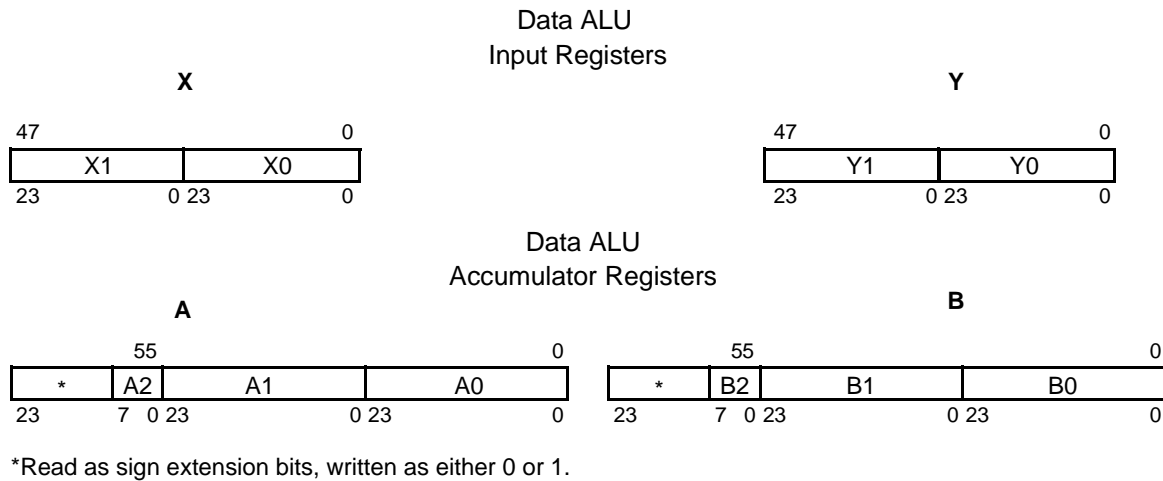 Data ALU
Input Registers
X Y
47 0 47 0
X1 X0 Y1 Y0
23 0 23 0 23 0 23 0
Data ALU
Accumulator Registers
A B
55 0 55 0
* A2 A1 A0 * B2 B1 B0
23 7 0 23 0 23 0 23 7 0 23 0 23 0
*Read as sign extension bits, written as either 0 or 1.